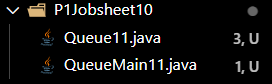 P1Jobsheet10
Queue11.java 3, U
QueueMain11.java 1, U